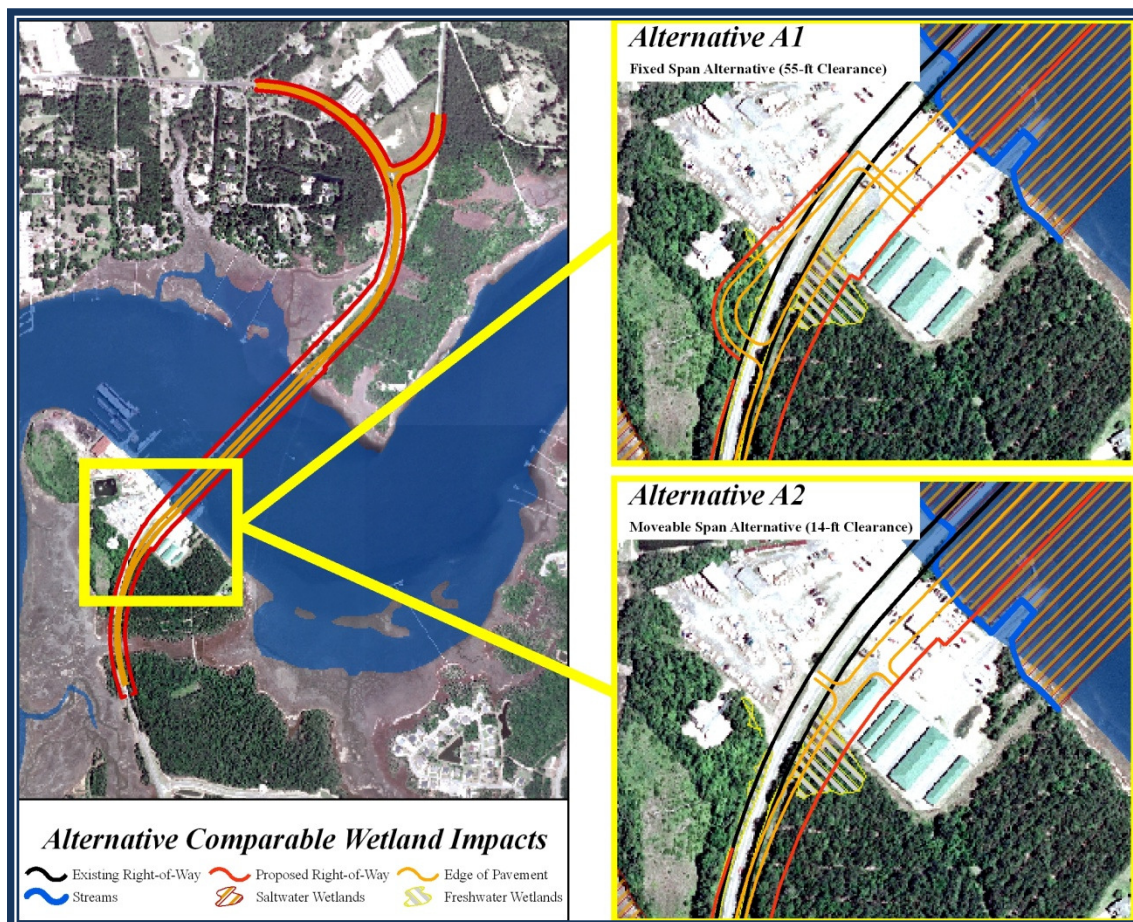 Alternative A1
Fixed Span Alternative (55-ft Clearance)
Alternative A2
Moveable Span Alternative (14-ft Clearance)
Alternative Comparable Wetland Impacts
Existing Right-of-Way Proposed Right-of-Way Edge of Pavement
Streams Saltwater Wetlands Freshwater Wetlands